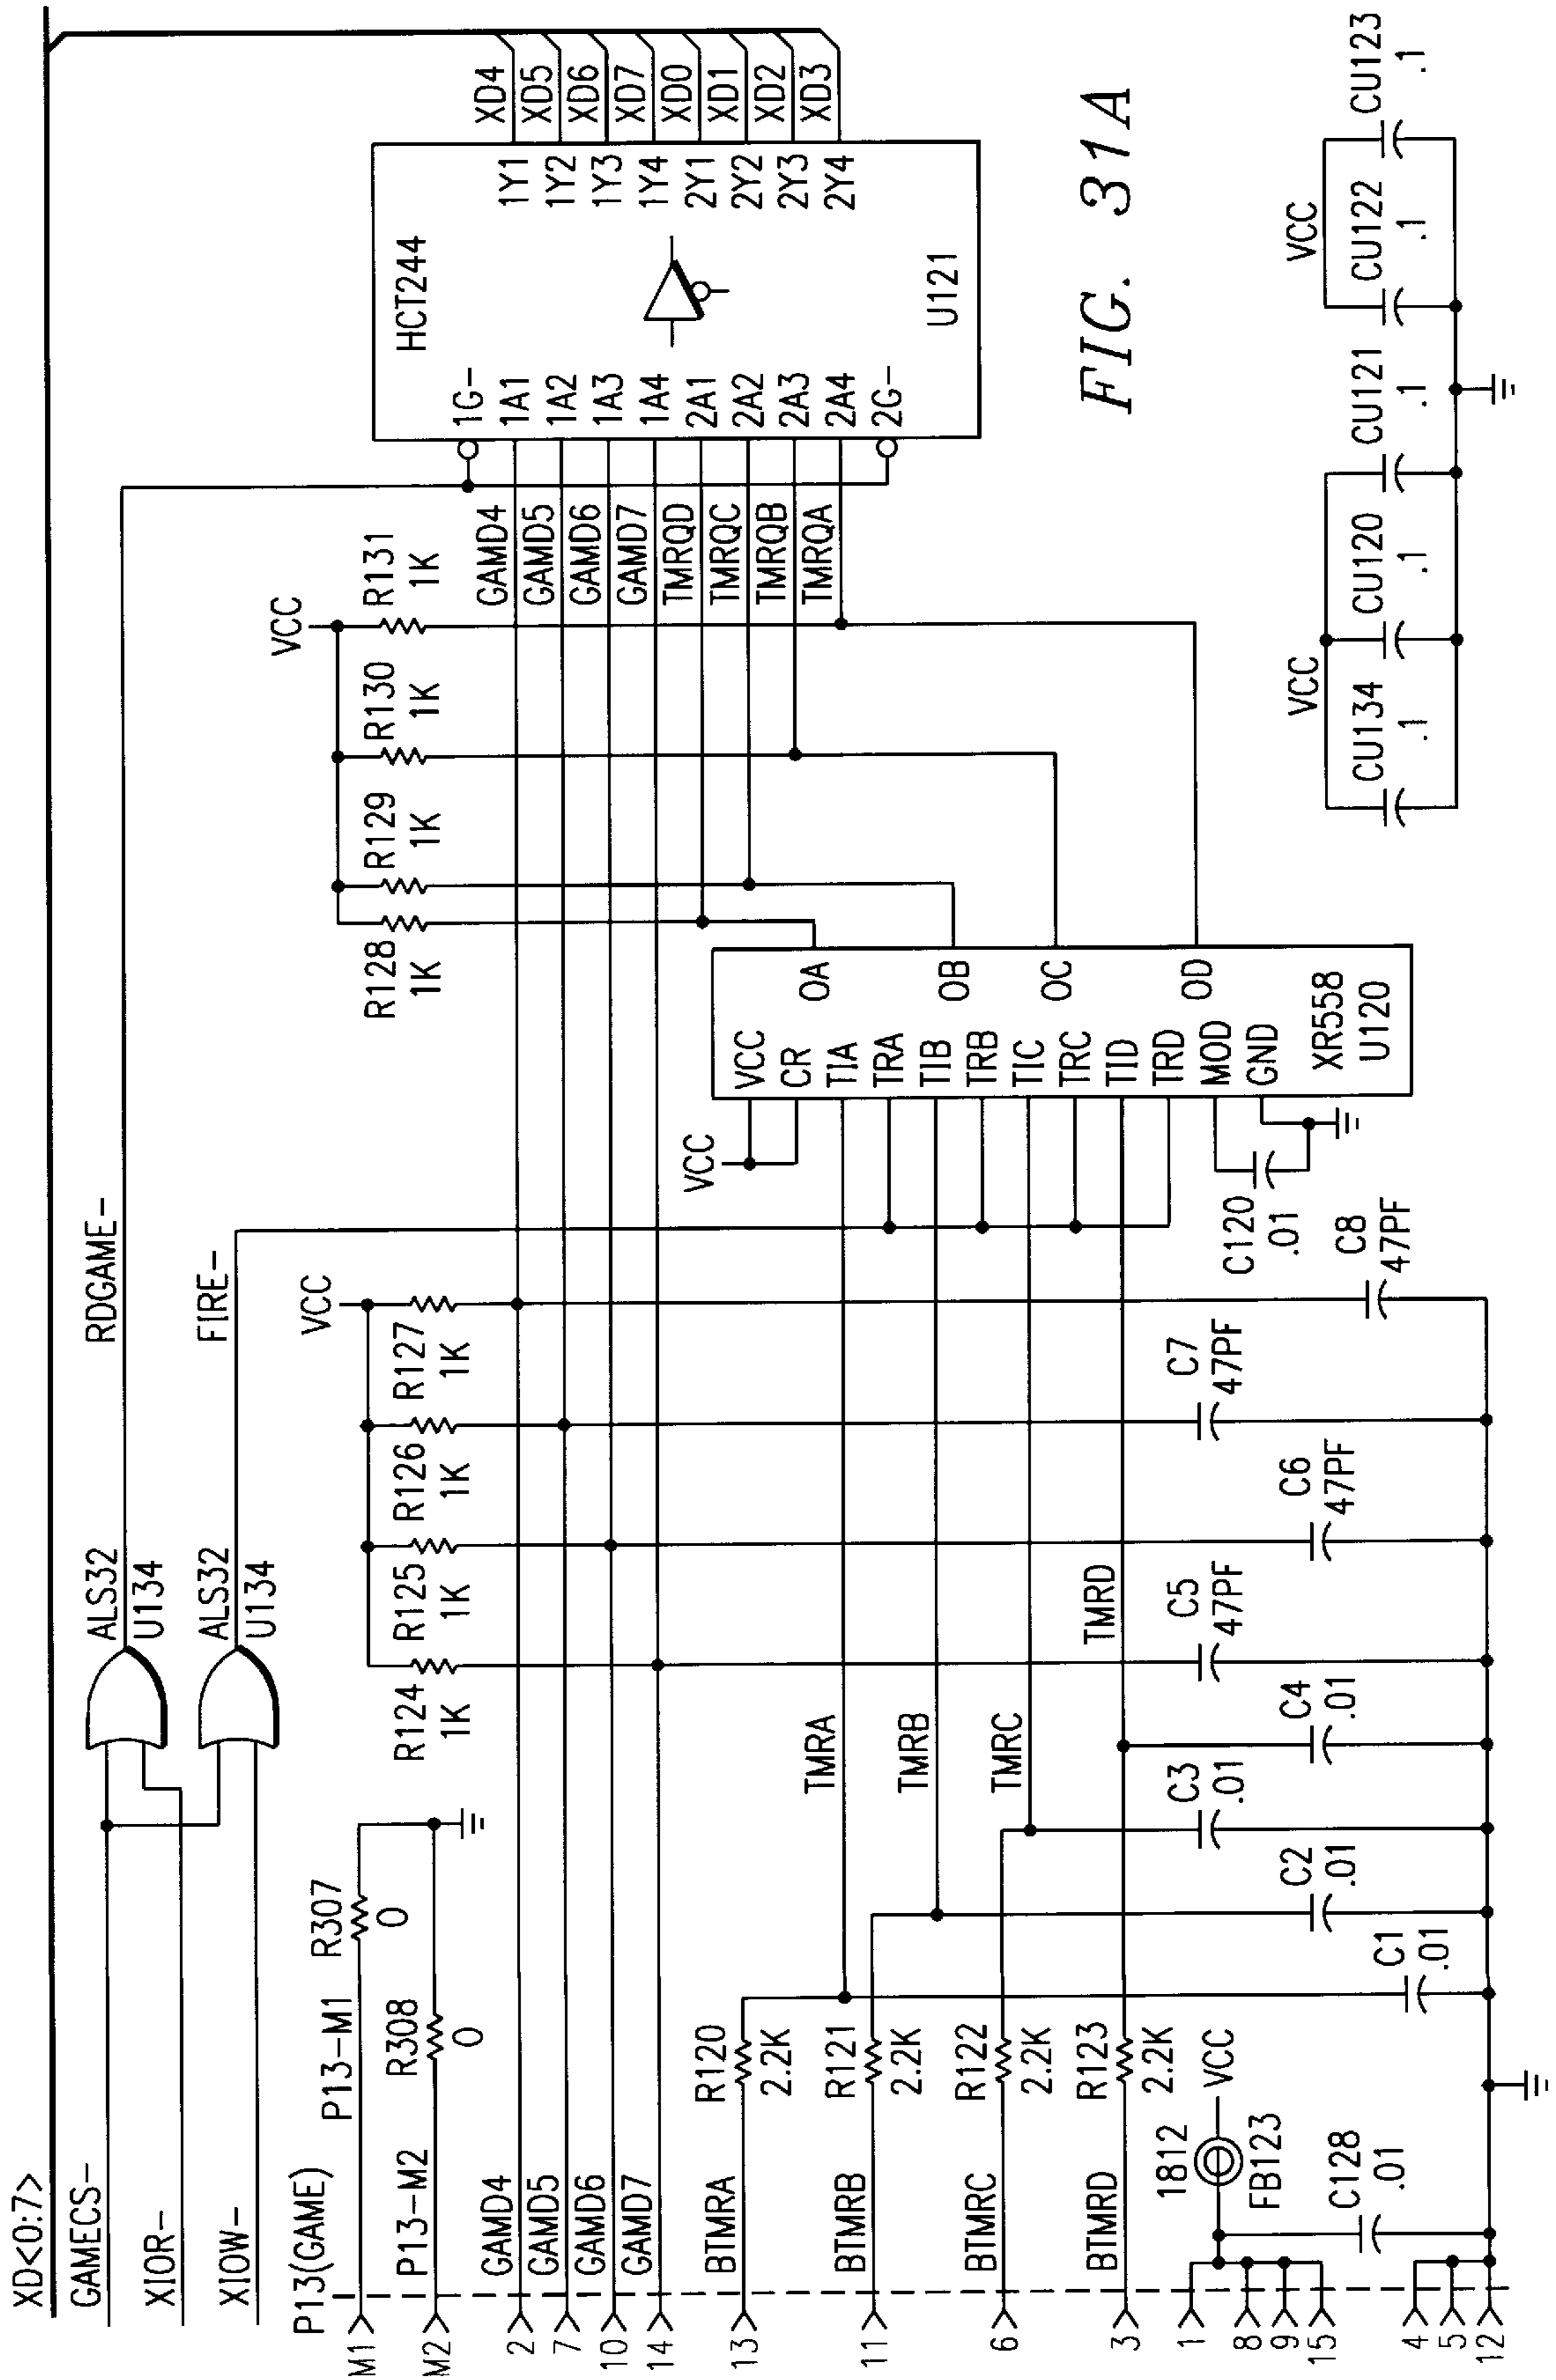 XD<0:7>
GAMECS-
XIOR-
XIOW-
ALS32
U134
RDGAME-
ALS32
U134
FIRE-
P13(GAME)
M1
P13-M1
R307
0
M2
P13-M2
R308
0
2
GAMD4
7
GAMD5
10
GAMD6
14
GAMD7
R124
1K
R125
1K
R126
1K
R127
1K
VCC
R128
1K
R129
1K
R130
1K
R131
1K
VCC
GAMD4
GAMD5
GAMD6
GAMD7
TMRQD
TMRQC
TMRQB
TMRQA
HCT244
1G-
1A1
1A2
1A3
1A4
2A1
2A2
2A3
2A4
2G-
1Y1
1Y2
1Y3
1Y4
2Y1
2Y2
2Y3
2Y4
U121
XD4
XD5
XD6
XD7
XD0
XD1
XD2
XD3
13
BTMRA
R120
2.2K
TMRA
11
BTMRB
R121
2.2K
TMRB
6
BTMRC
R122
2.2K
TMRC
3
BTMRD
R123
2.2K
TMRD
VCC
VCC
CR
TIA
TRA
TIB
TRB
TIC
TRC
TID
TRD
MOD
GND
OA
OB
OC
OD
XR558
U120
C120
.01
1
8
9
15
1812
FB123
VCC
C128
.01
4
5
12
C1
.01
C2
.01
C3
.01
C4
.01
C5
47PF
C6
47PF
C7
47PF
C8
47PF
FIG. 31A
VCC
CU134
.1
CU120
.1
CU121
.1
VCC
CU122
.1
CU123
.1